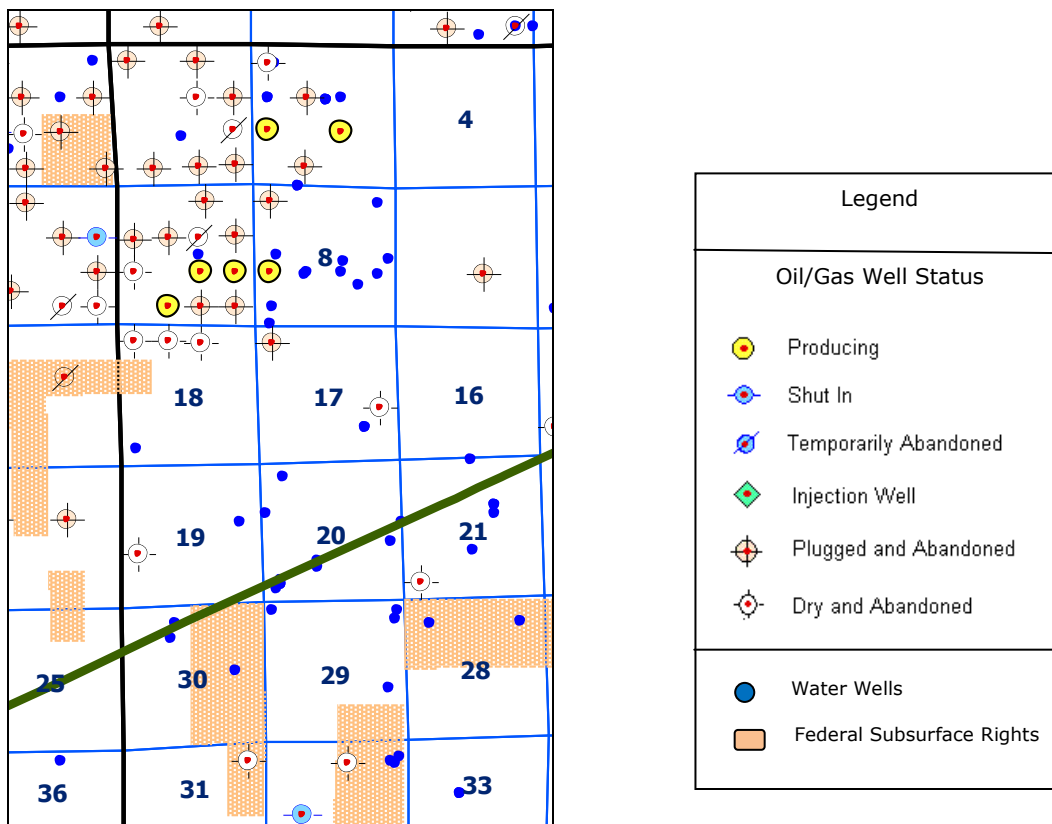 4
8
18
17
16
19
20
21
25
30
29
28
36
31
33
Legend
Oil/Gas Well Status
Producing
Shut In
Temporarily Abandoned
Injection Well
Plugged and Abandoned
Dry and Abandoned
Water Wells
Federal Subsurface Rights